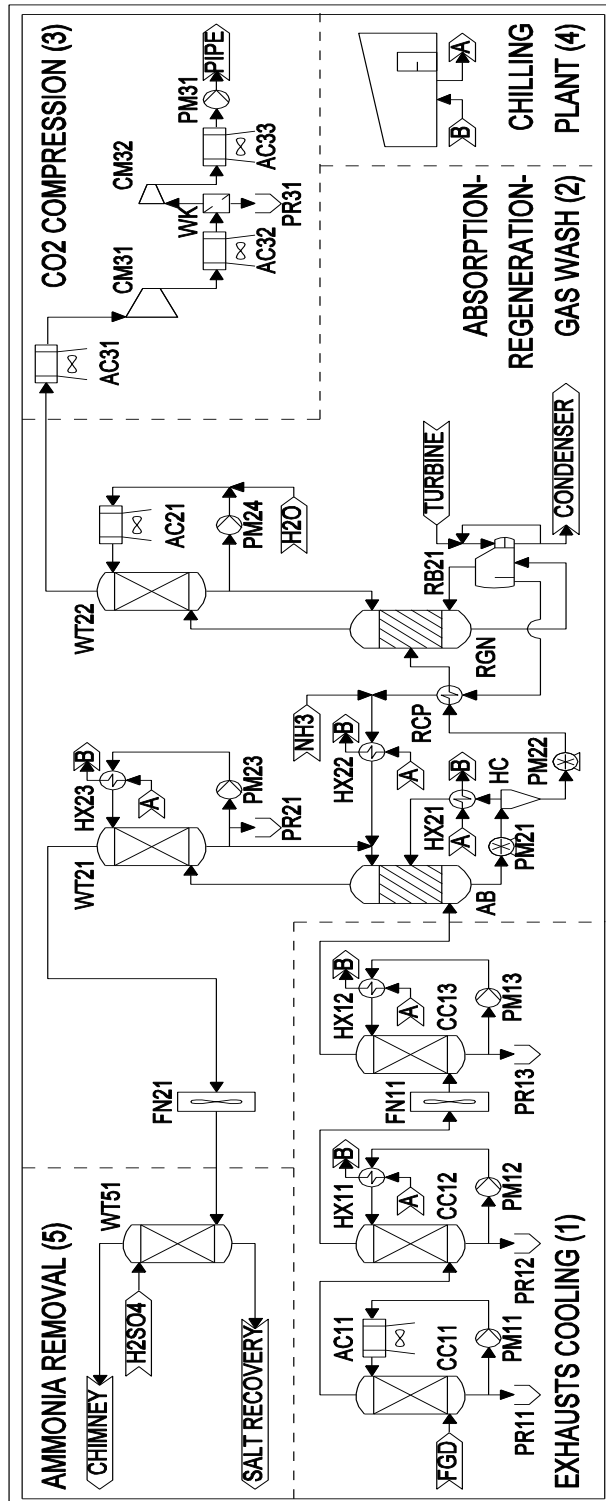 AMMONIA REMOVAL (5)
CHIMNEY
H2SO4
WT51
SALT RECOVERY
FN21
WT21
HX23
B
A
PM23
PR21
WT22
AC21
PM24
H2O
CO2 COMPRESSION (3)
AC31
CM31
AC32
WK
PR31
CM32
AC33
PM31
PIPE
EXHAUSTS COOLING (1)
FGD
CC11
AC11
PM11
PR11
CC12
HX11
B
A
PM12
PR12
FN11
CC13
HX12
B
A
PM13
PR13
AB
NH3
HX22
B
A
HX21
A
B
PM21
HC
PM22
RCP
RGN
RB21
TURBINE
CONDENSER
ABSORPTION-
REGENERATION-
GAS WASH (2)
B
A
CHILLING
PLANT (4)